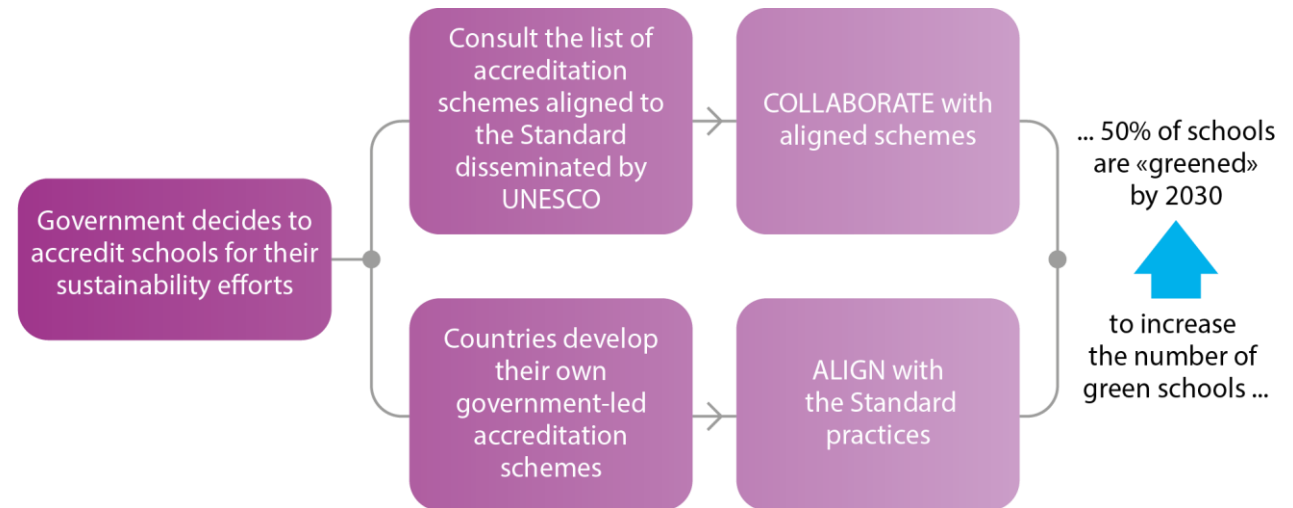 Government decides to
accredit schools for their
sustainability efforts
Consult the list of
accreditation
schemes aligned to
the Standard
disseminated by
UNESCO
COLLABORATE with
aligned schemes
Countries develop
their own
government-led
accreditation
schemes
ALIGN with
the Standard
practices
... 50% of schools
are «greened»
by 2030
to increase
the number of
green schools ...